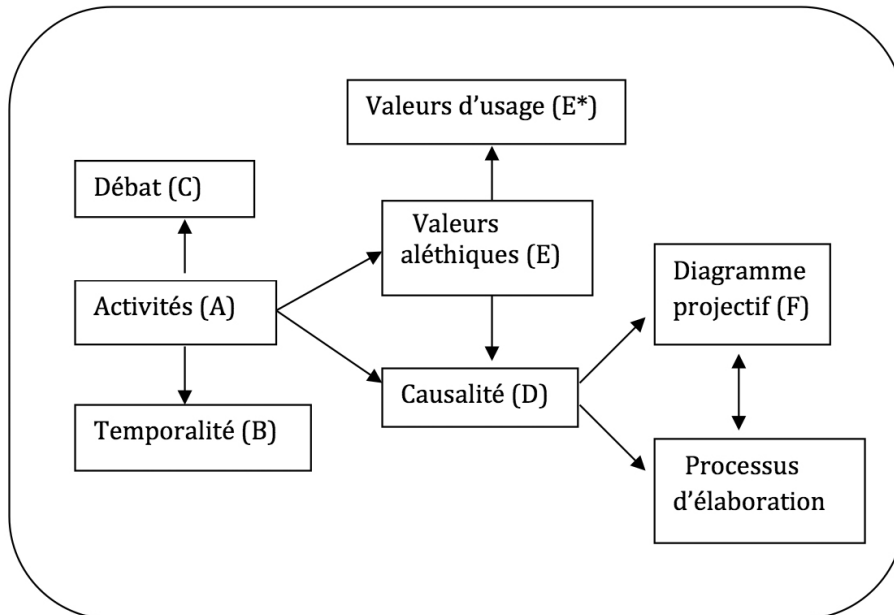 Valeurs d’usage (E*)
Débat (C)
Valeurs
aléthiques (E)
Activités (A)
Diagramme
projectif (F)
Causalité (D)
Temporalité (B)
Processus
d’élaboration